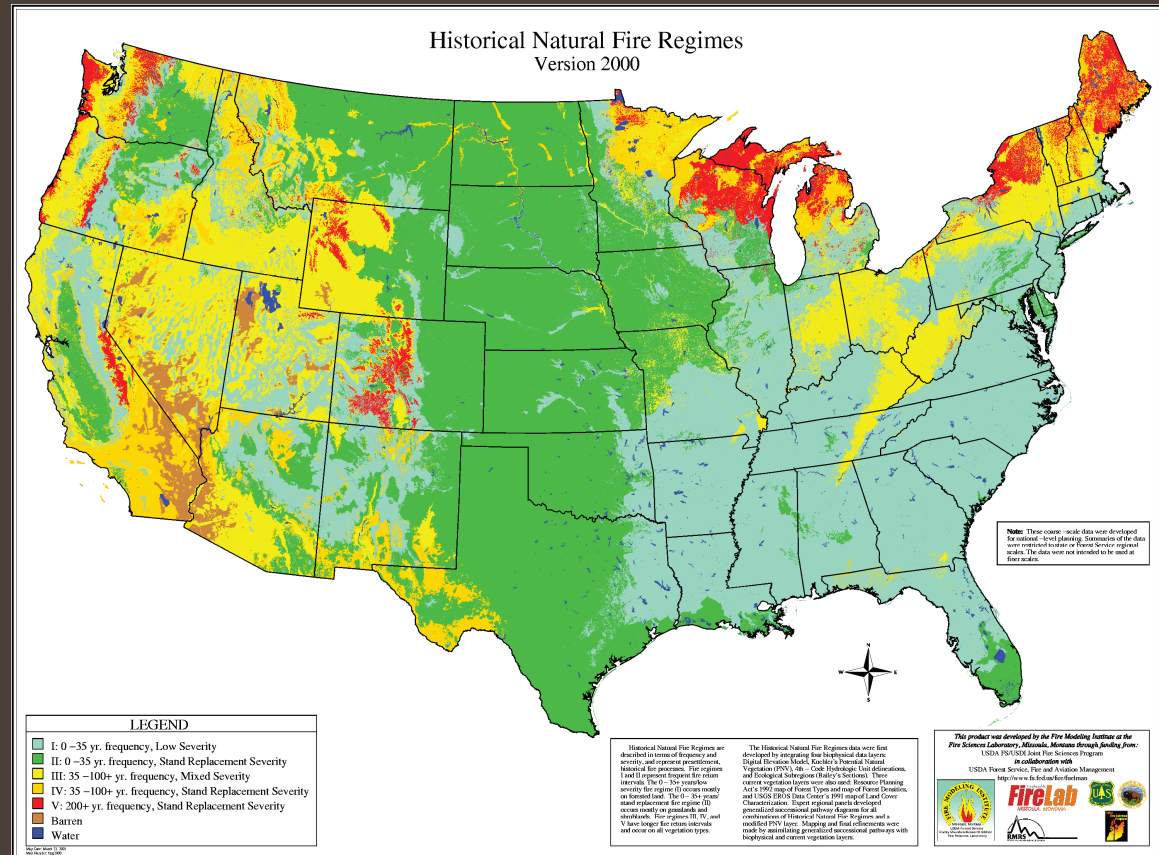 Historical Natural Fire Regimes
Version 2000
N
W
E
S
Note: These coarse –scale data were developed
for national –level planning. Summaries of the data
were restricted to state or Forest Service regional
scales. The data were not intended to be used at
finer scales.
LEGEND
I: 0 –35 yr. frequency, Low Severity
II: 0 –35 yr. frequency, Stand Replacement Severity
III: 35 –100+ yr. frequency, Mixed Severity
IV: 35 –100+ yr. frequency, Stand Replacement Severity
V: 200+ yr. frequency, Stand Replacement Severity
Barren
Water
Historical Natural Fire Regimes are
described in terms of frequency and
severity, and represent presettlement,
historical fire processes. Fire regimes
I and II represent frequent fire return
intervals. The 0 – 35+ years/low
severity fire regime (I) occurs mostly
on forested land. The 0 – 35+ years/
stand replacement fire regime (II)
occurs mostly on grasslands and
shrublands. Fire regimes III, IV, and
V have longer fire return intervals
and occur on all vegetation types.
The Historical Natural Fire Regimes data were first
developed by integrating four biophysical data layers:
Digital Elevation Model, Kuchler's Potential Natural
Vegetation (PNV), 4th – Code Hydrologic Unit delineations,
and Ecological Subregions (Bailey's Sections). Three
current vegetation layers were also used: Resource Planning
Act's 1992 map of Forest Types and map of Forest Densities,
and USGS EROS Data Center's 1991 map of Land Cover
Characterization. Expert regional panels developed
generalized successional pathway diagrams for all
combinations of Historical Natural Fire Regimes and a
modified PNV layer. Mapping and final refinements were
made by assimilating generalized successional pathways with
biophysical and current vegetation layers.
This product was developed by the Fire Modeling Institute at the
Fire Sciences Laboratory, Missoula, Montana through funding from:
USDA FS/USDI Joint Fire Sciences Program
in collaboration with
USDA Forest Service, Fire and Aviation Management
http://www.fs.fed.us/fire/fuelman
FIRE MODELING INSTITUTE
FireLab
MISSOULA, MONTANA
UAS
RMRS